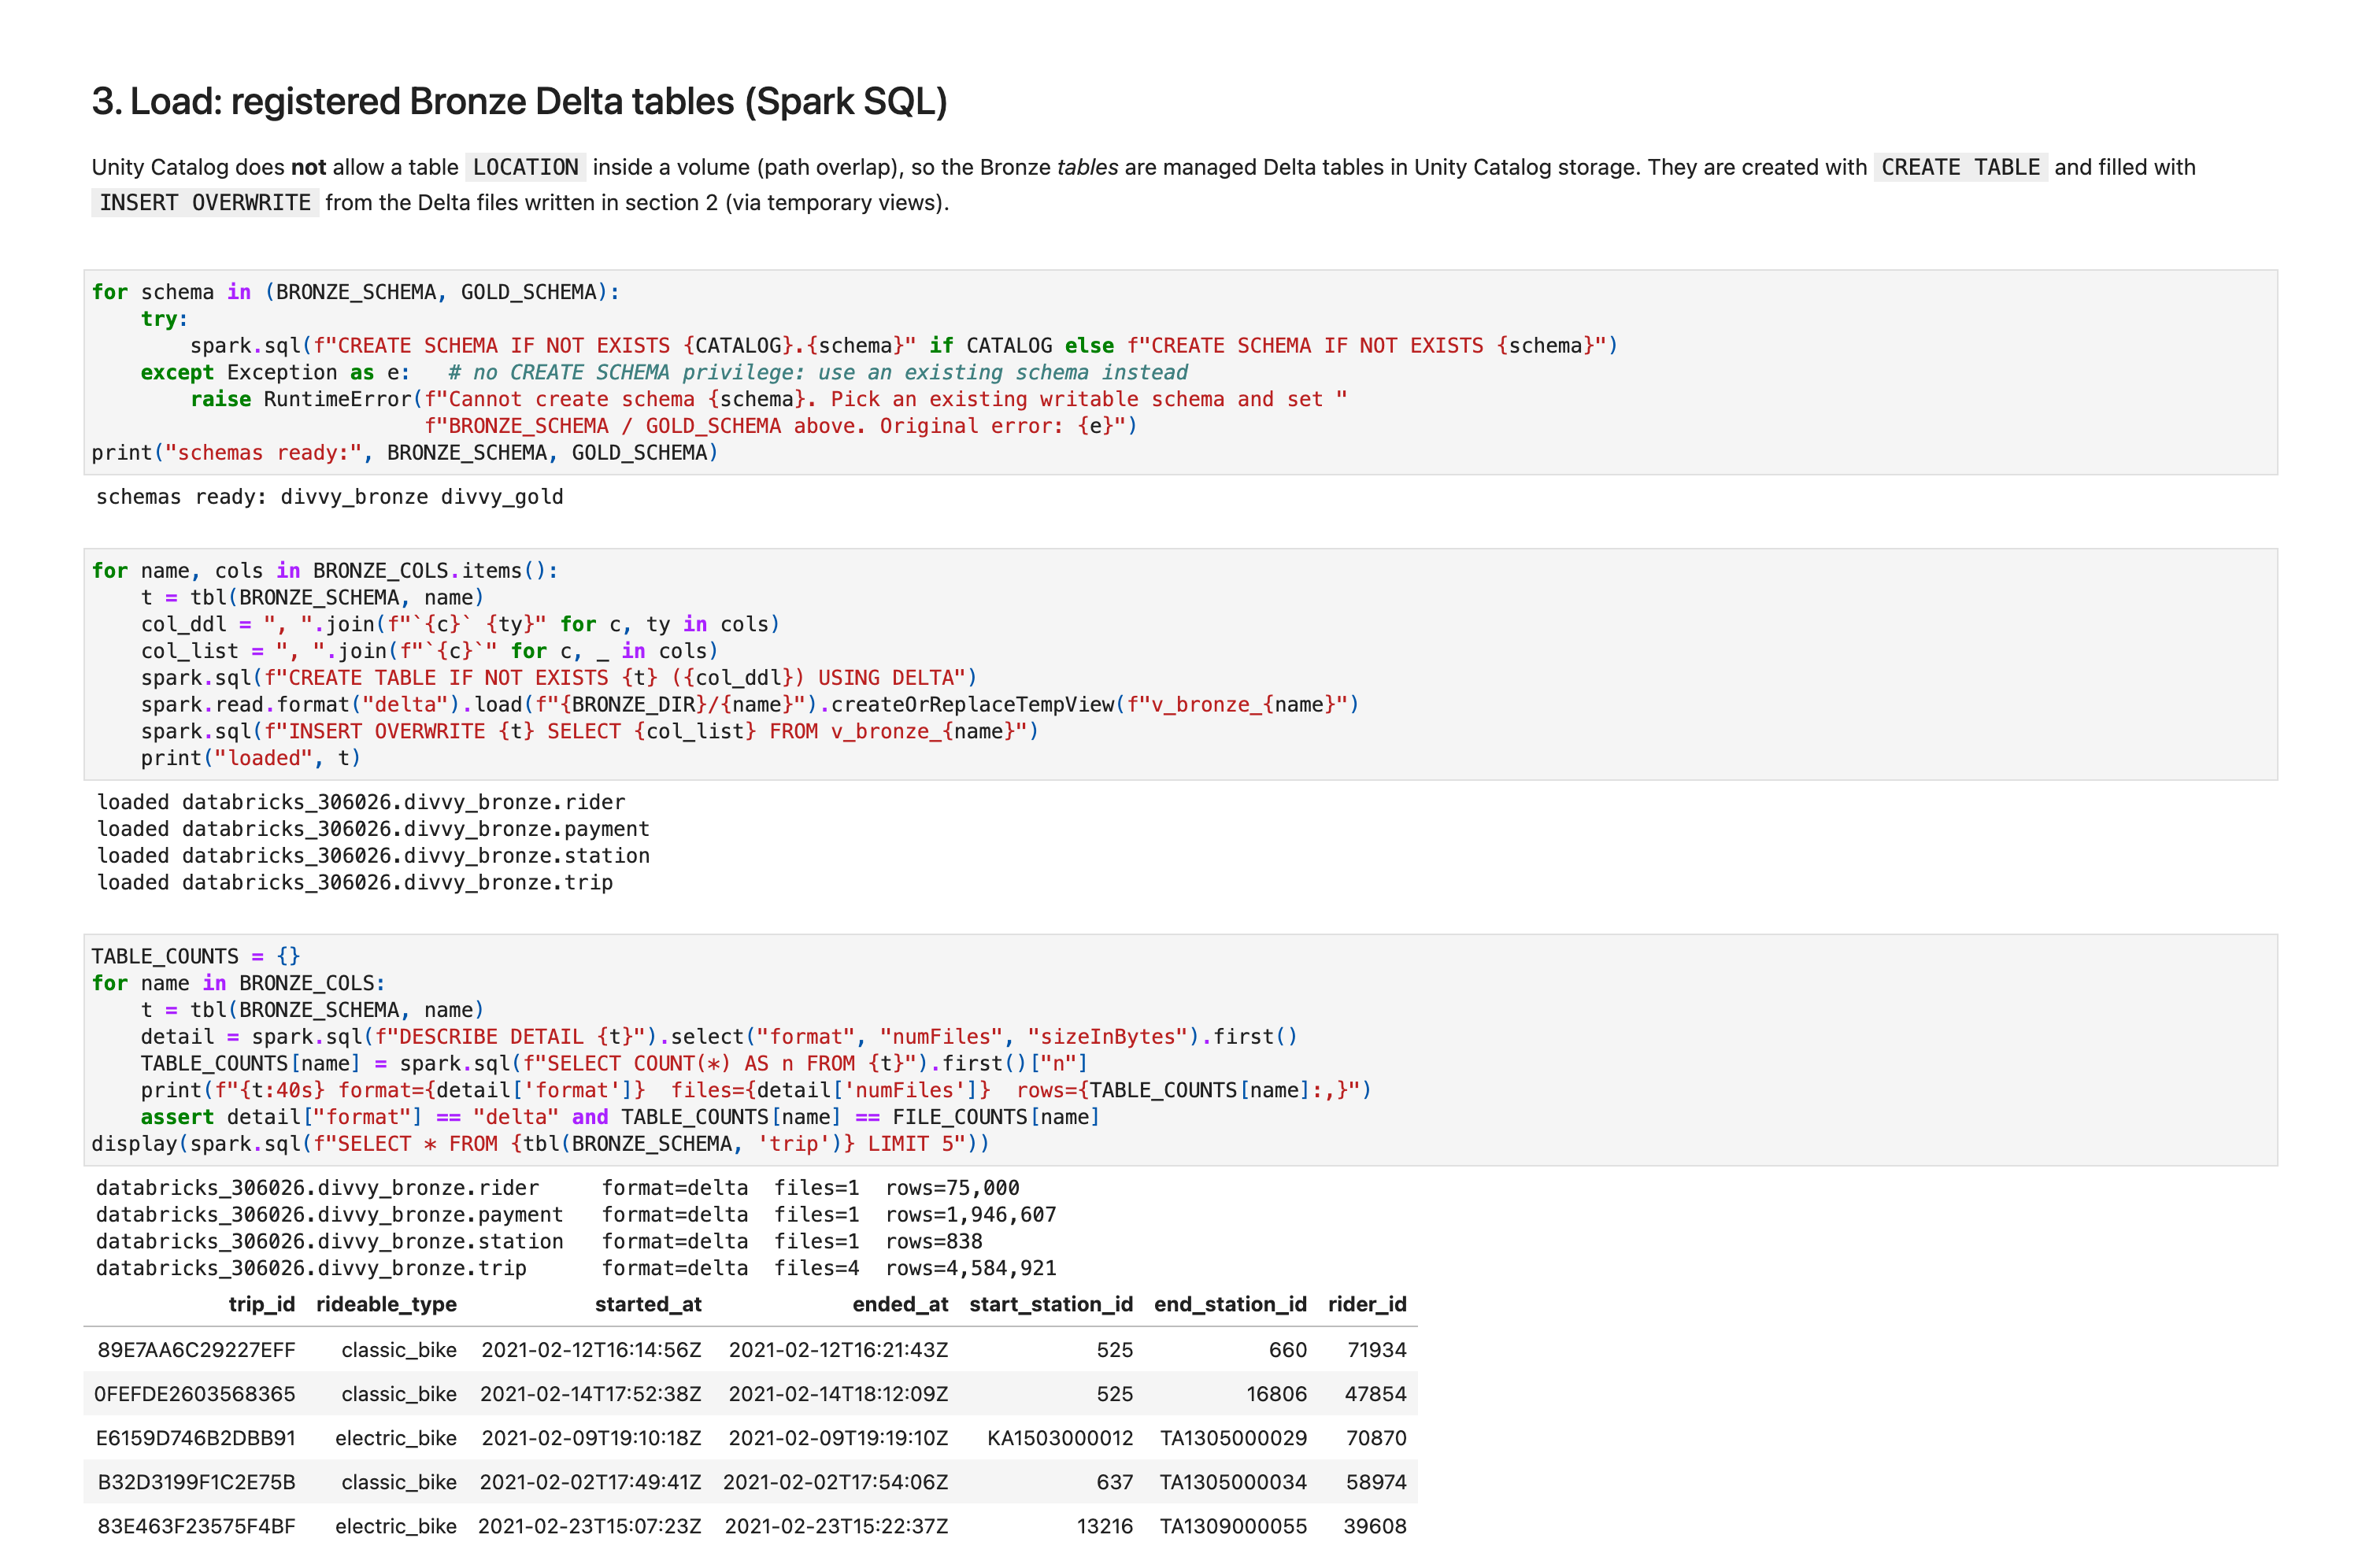 3. Load: registered Bronze Delta tables (Spark SQL)
Unity Catalog does not allow a table LOCATION inside a volume (path overlap), so the Bronze tables are managed Delta tables in Unity Catalog storage. They are created with CREATE TABLE and filled with
INSERT OVERWRITE from the Delta files written in section 2 (via temporary views).
for schema in (BRONZE_SCHEMA, GOLD_SCHEMA):
    try:
        spark.sql(f"CREATE SCHEMA IF NOT EXISTS {CATALOG}.{schema}" if CATALOG else f"CREATE SCHEMA IF NOT EXISTS {schema}")
    except Exception as e:   # no CREATE SCHEMA privilege: use an existing schema instead
        raise RuntimeError(f"Cannot create schema {schema}. Pick an existing writable schema and set "
                           f"BRONZE_SCHEMA / GOLD_SCHEMA above. Original error: {e}")
print("schemas ready:", BRONZE_SCHEMA, GOLD_SCHEMA)
schemas ready: divvy_bronze divvy_gold
for name, cols in BRONZE_COLS.items():
    t = tbl(BRONZE_SCHEMA, name)
    col_ddl = ", ".join(f"`{c}` {ty}" for c, ty in cols)
    col_list = ", ".join(f"`{c}`" for c, _ in cols)
    spark.sql(f"CREATE TABLE IF NOT EXISTS {t} ({col_ddl}) USING DELTA")
    spark.read.format("delta").load(f"{BRONZE_DIR}/{name}").createOrReplaceTempView(f"v_bronze_{name}")
    spark.sql(f"INSERT OVERWRITE {t} SELECT {col_list} FROM v_bronze_{name}")
    print("loaded", t)
loaded databricks_306026.divvy_bronze.rider
loaded databricks_306026.divvy_bronze.payment
loaded databricks_306026.divvy_bronze.station
loaded databricks_306026.divvy_bronze.trip
TABLE_COUNTS = {}
for name in BRONZE_COLS:
    t = tbl(BRONZE_SCHEMA, name)
    detail = spark.sql(f"DESCRIBE DETAIL {t}").select("format", "numFiles", "sizeInBytes").first()
    TABLE_COUNTS[name] = spark.sql(f"SELECT COUNT(*) AS n FROM {t}").first()["n"]
    print(f"{t:40s} format={detail['format']}  files={detail['numFiles']}  rows={TABLE_COUNTS[name]:,}")
    assert detail["format"] == "delta" and TABLE_COUNTS[name] == FILE_COUNTS[name]
display(spark.sql(f"SELECT * FROM {tbl(BRONZE_SCHEMA, 'trip')} LIMIT 5"))
databricks_306026.divvy_bronze.rider     format=delta  files=1  rows=75,000
databricks_306026.divvy_bronze.payment   format=delta  files=1  rows=1,946,607
databricks_306026.divvy_bronze.station   format=delta  files=1  rows=838
databricks_306026.divvy_bronze.trip      format=delta  files=4  rows=4,584,921
trip_id rideable_type started_at ended_at start_station_id end_station_id rider_id
89E7AA6C29227EFF classic_bike 2021-02-12T16:14:56Z 2021-02-12T16:21:43Z 525 660 71934
0FEFDE2603568365 classic_bike 2021-02-14T17:52:38Z 2021-02-14T18:12:09Z 525 16806 47854
E6159D746B2DBB91 electric_bike 2021-02-09T19:10:18Z 2021-02-09T19:19:10Z KA1503000012 TA1305000029 70870
B32D3199F1C2E75B classic_bike 2021-02-02T17:49:41Z 2021-02-02T17:54:06Z 637 TA1305000034 58974
83E463F23575F4BF electric_bike 2021-02-23T15:07:23Z 2021-02-23T15:22:37Z 13216 TA1309000055 39608